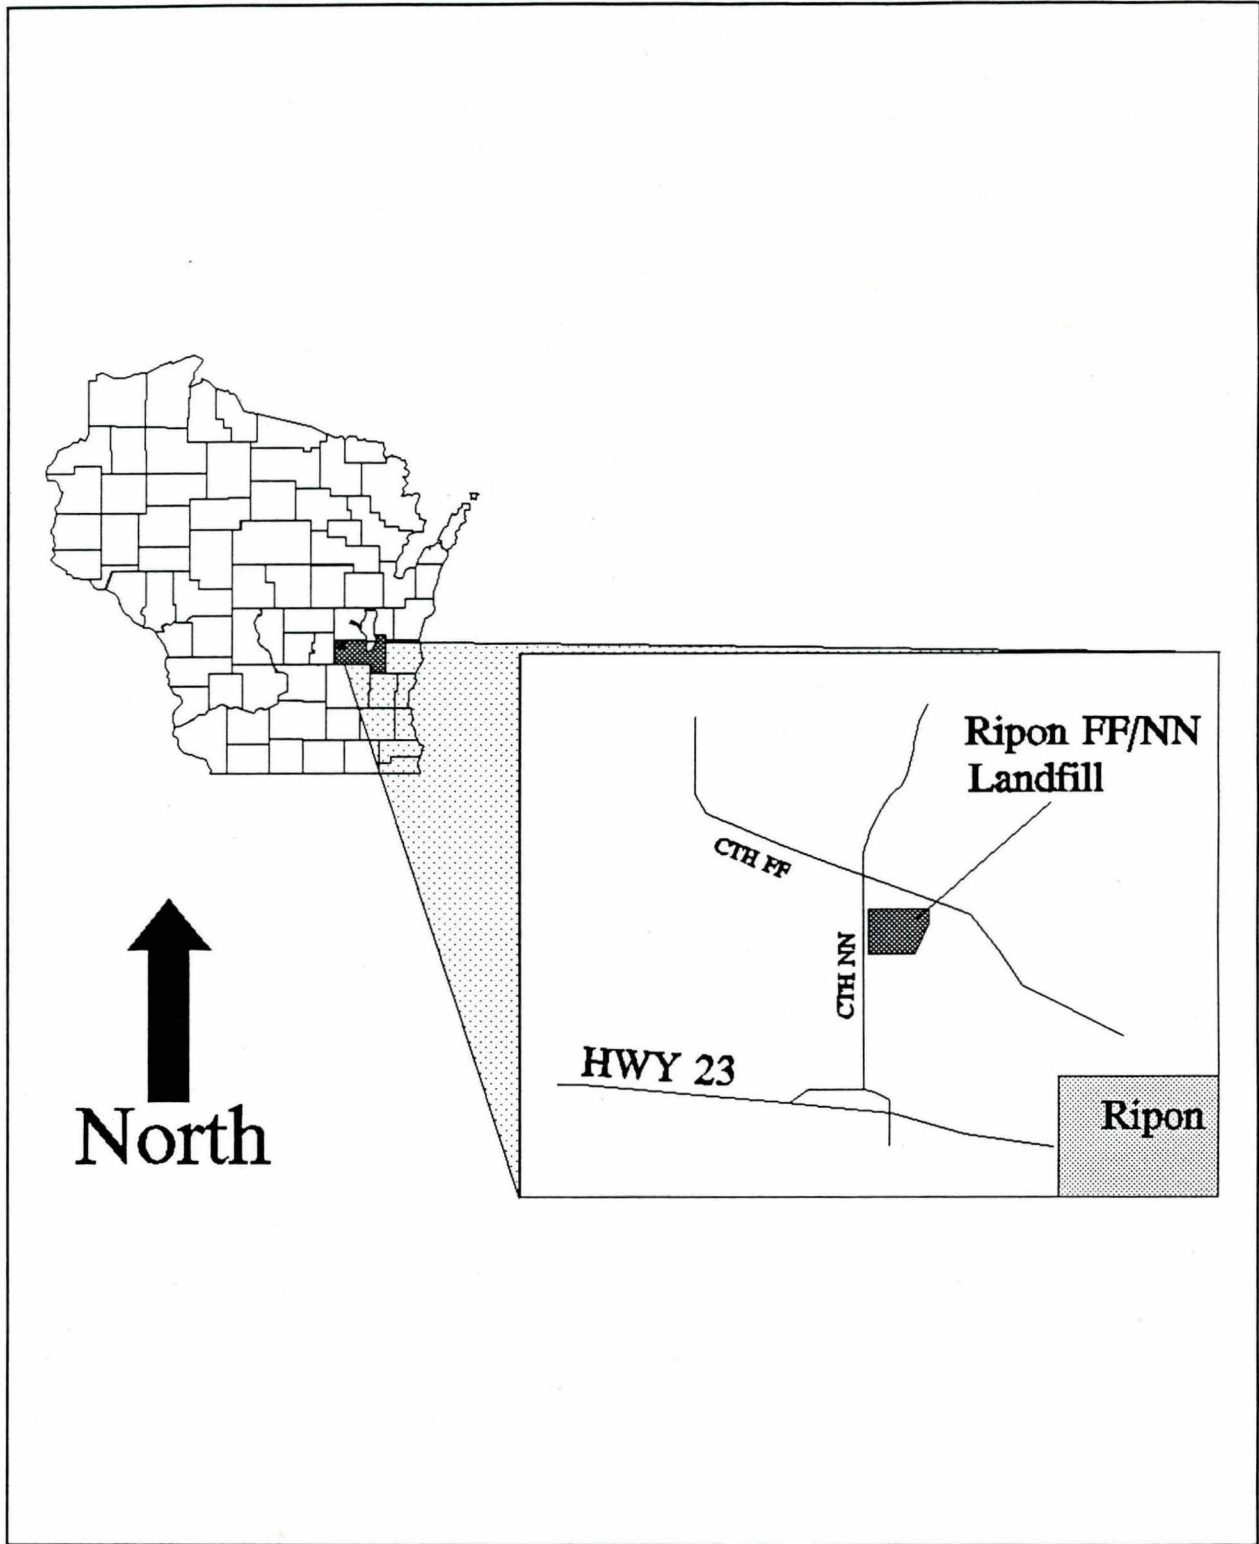 Ripon FF/NN
Landfill
CTH FF
CTH NN
HWY 23
Ripon
North